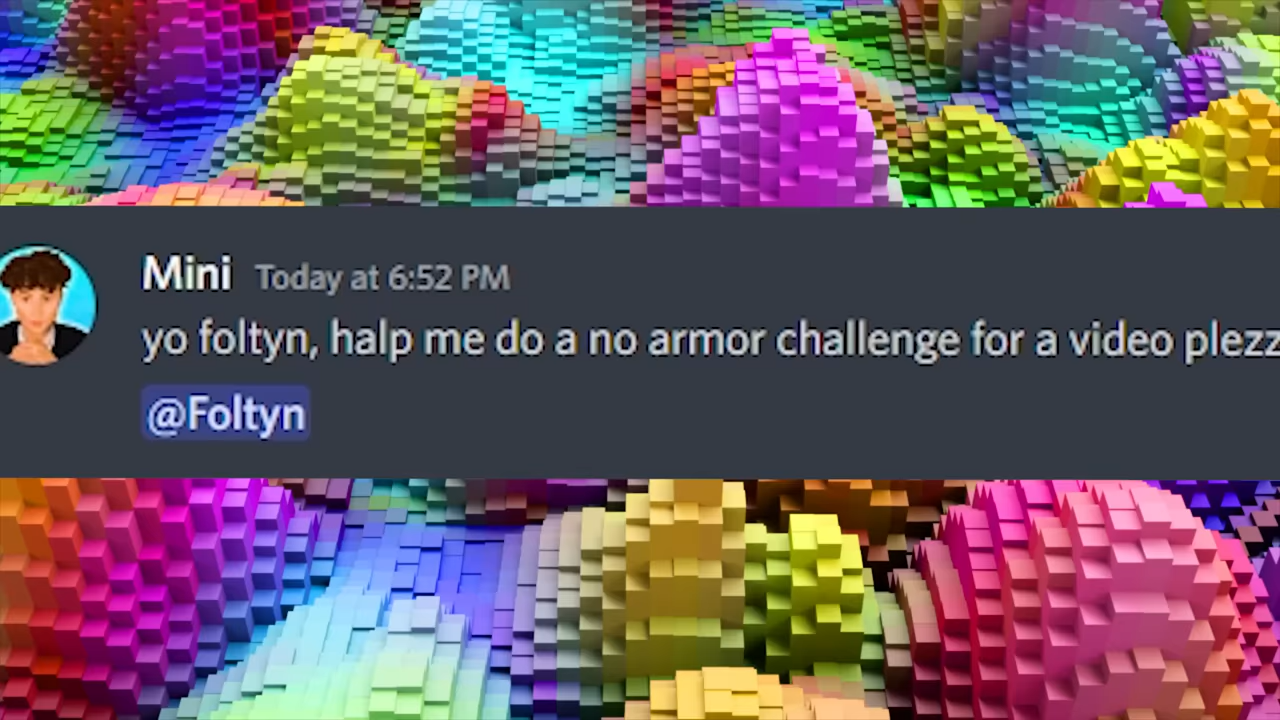 Mini Today at 6:52 PM
yo foltyn, halp me do a no armor challenge for a video plezz
@Foltyn